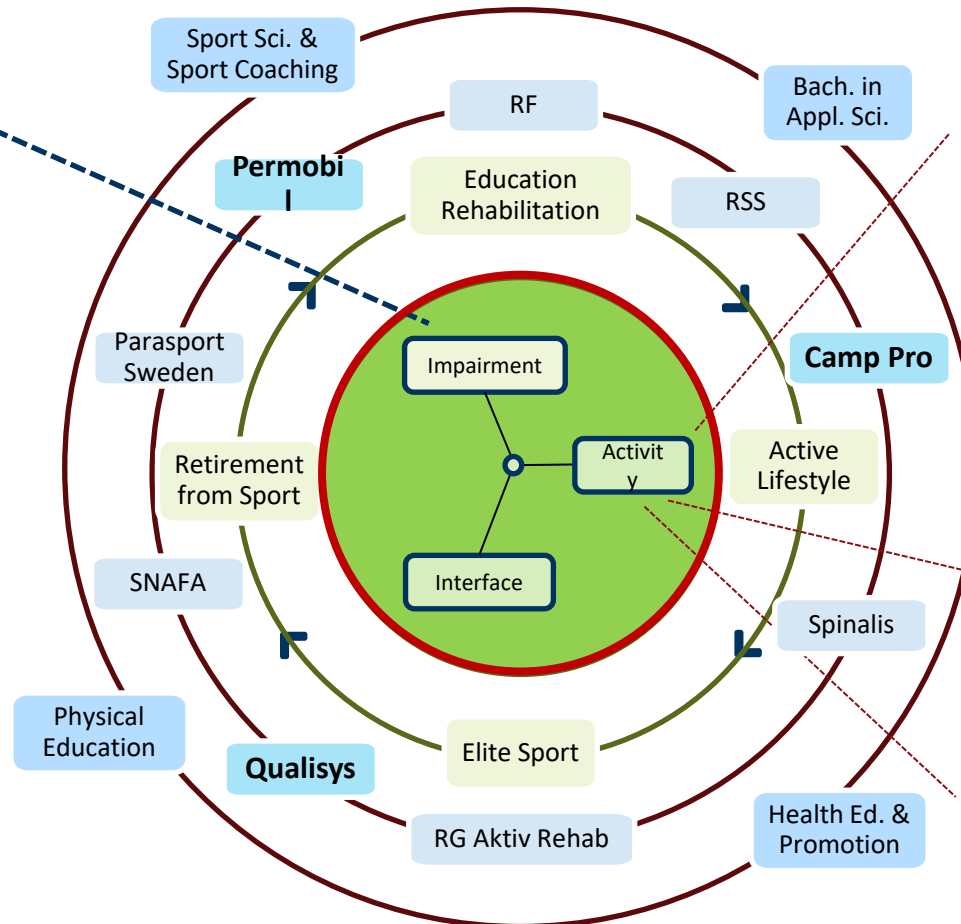 Sport Sci. &
Sport Coaching
Bach. in
Appl. Sci.
RF
Permobi
l
Education
Rehabilitation
RSS
Parasport
Sweden
Impairment
Camp Pro
Retirement
from Sport
Activit
y
Active
Lifestyle
SNAFA
Interface
Spinalis
Physical
Education
Qualisys
Elite Sport
RG Aktiv Rehab
Health Ed. &
Promotion